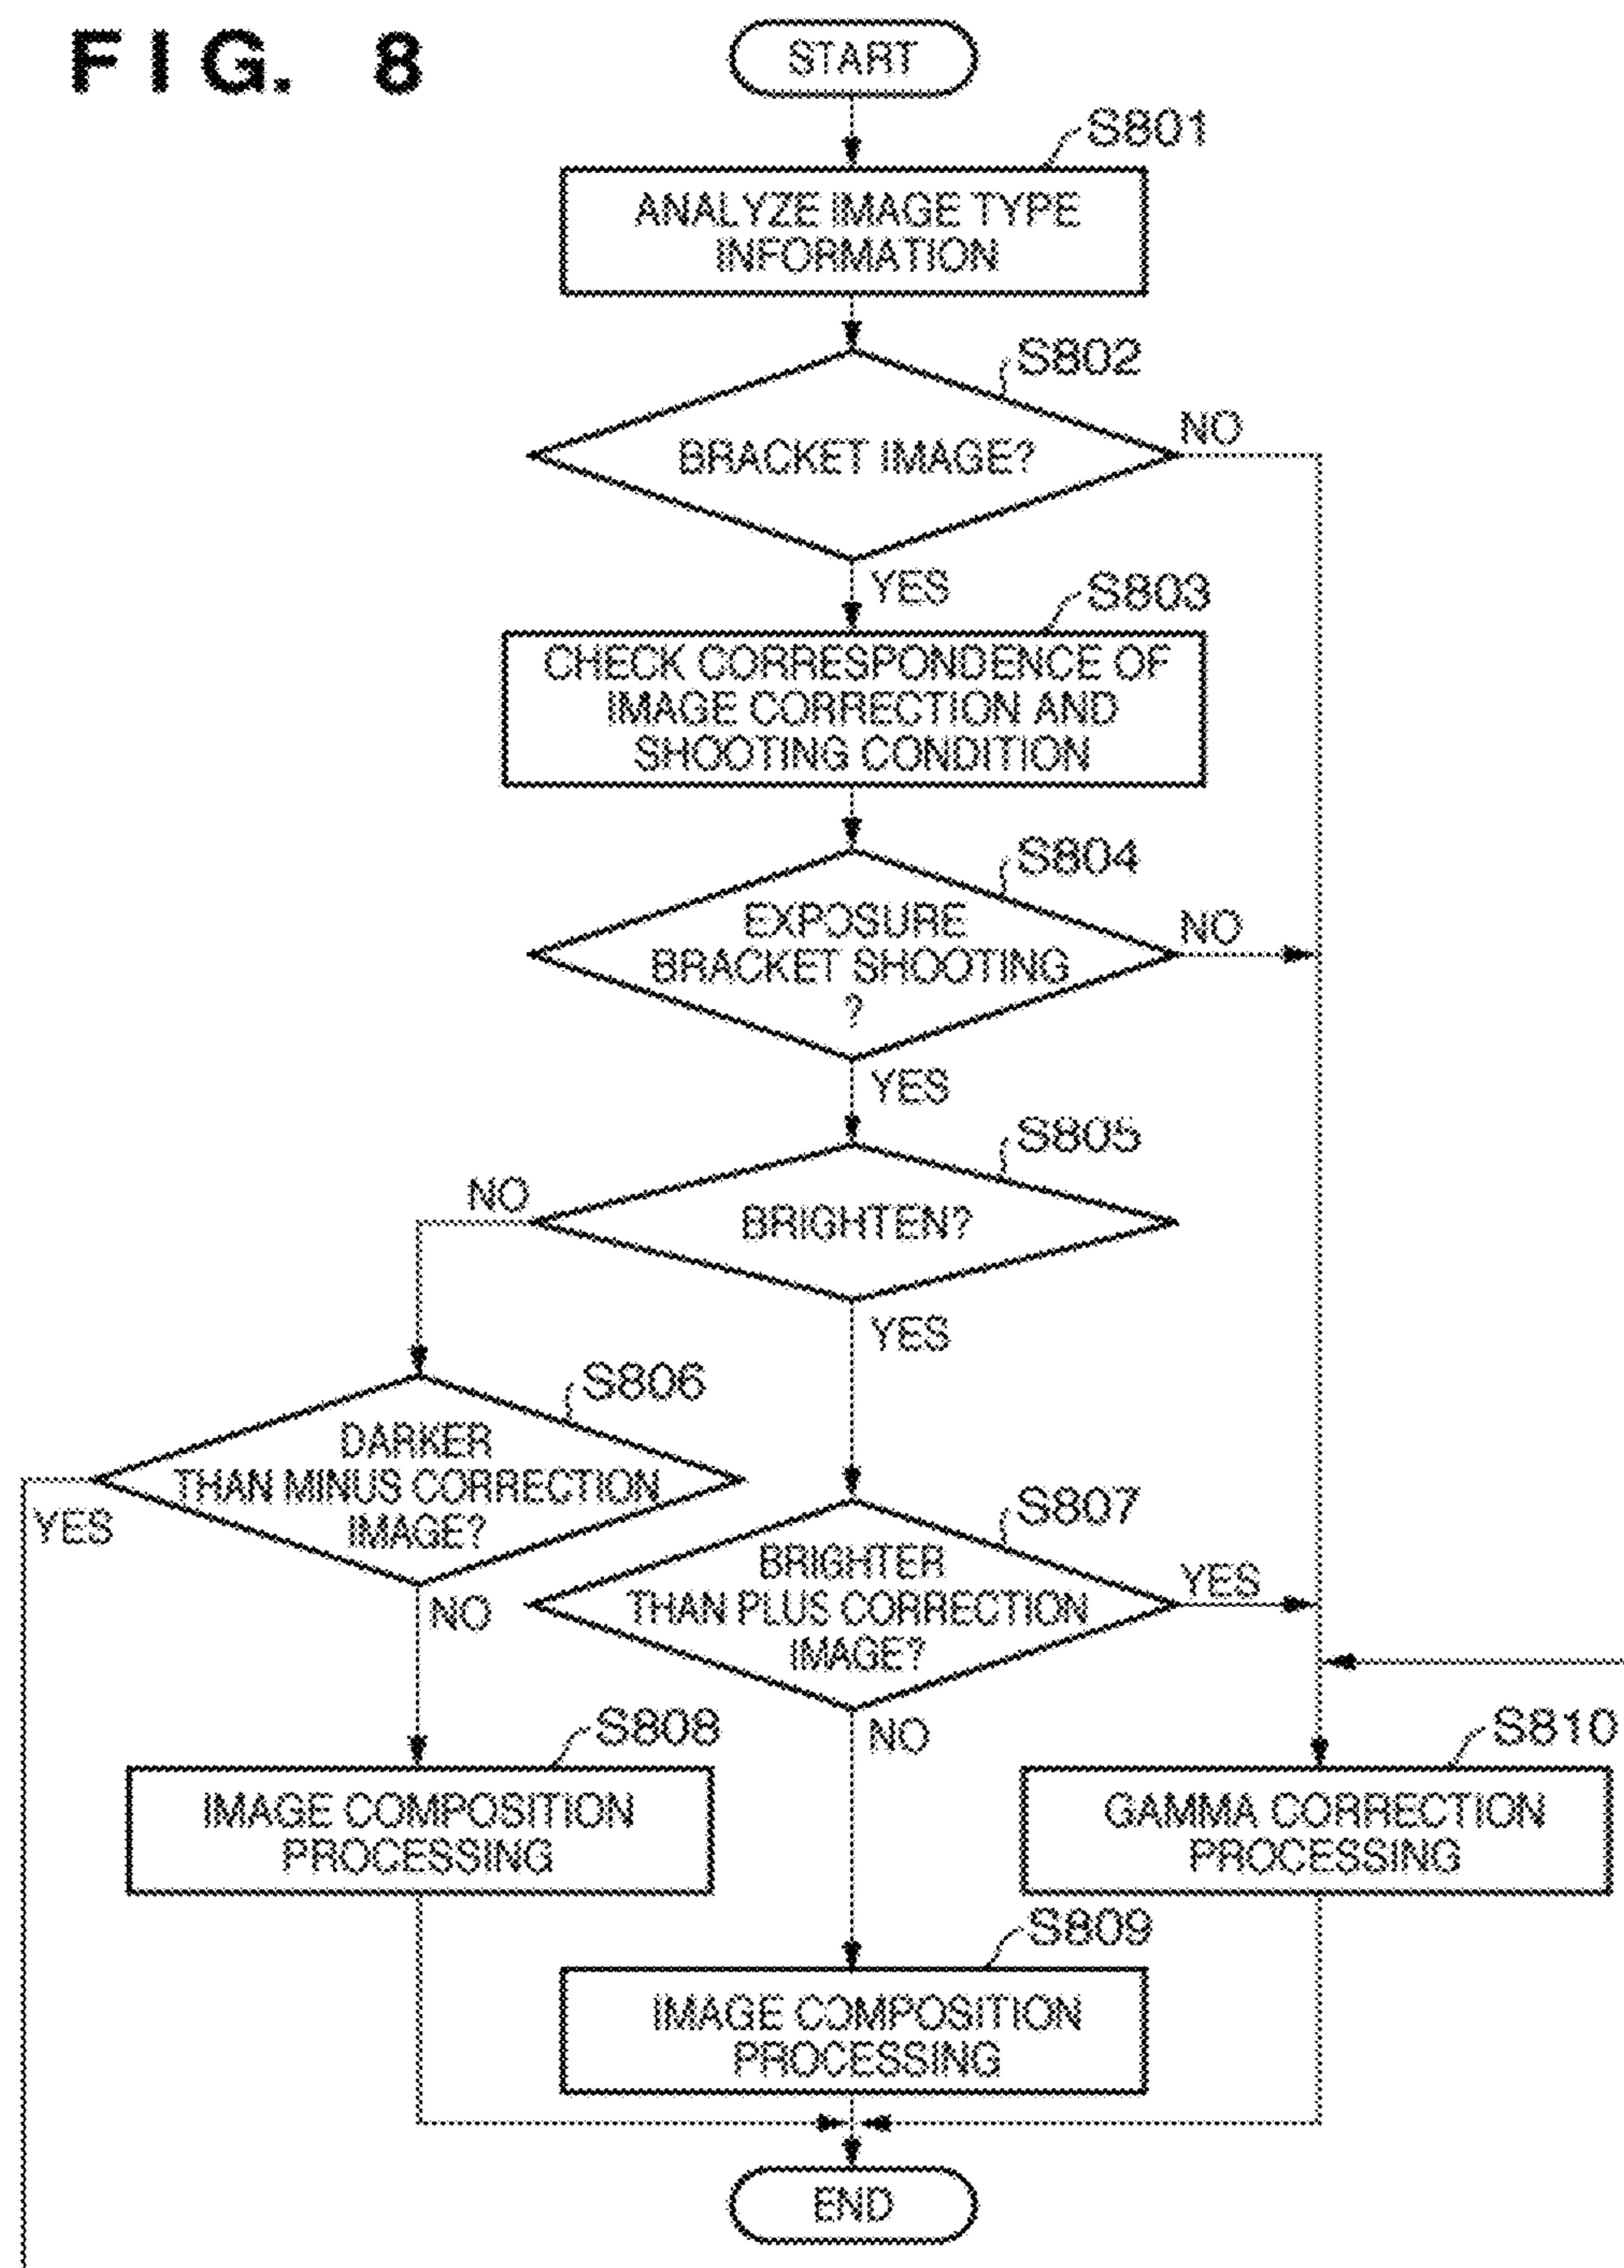 FIG. 8
START
S801
ANALYZE IMAGE TYPE
INFORMATION
S802
BRACKET IMAGE?
NO
YES
S803
CHECK CORRESPONDENCE OF
IMAGE CORRECTION AND
SHOOTING CONDITION
S804
EXPOSURE
BRACKET SHOOTING
?
NO
YES
S805
BRIGHTEN?
NO
YES
S806
DARKER
THAN MINUS CORRECTION
IMAGE?
YES
NO
S807
BRIGHTER
THAN PLUS CORRECTION
IMAGE?
YES
NO
S808
IMAGE COMPOSITION
PROCESSING
S810
GAMMA CORRECTION
PROCESSING
S809
IMAGE COMPOSITION
PROCESSING
END